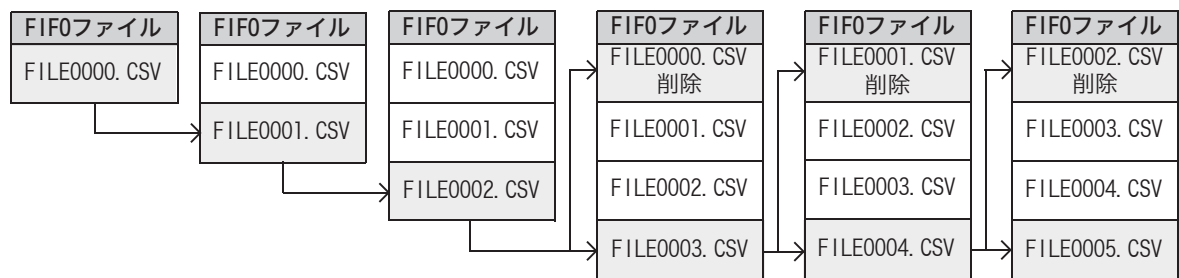 FIFOファイル
FILE0000. CSV
FIFOファイル
FILE0000. CSV
FILE0001. CSV
FIFOファイル
FILE0000. CSV
FILE0001. CSV
FILE0002. CSV
FIFOファイル
FILE0000. CSV
削除
FILE0001. CSV
FILE0002. CSV
FILE0003. CSV
FIFOファイル
FILE0001. CSV
削除
FILE0002. CSV
FILE0003. CSV
FILE0004. CSV
FIFOファイル
FILE0002. CSV
削除
FILE0003. CSV
FILE0004. CSV
FILE0005. CSV